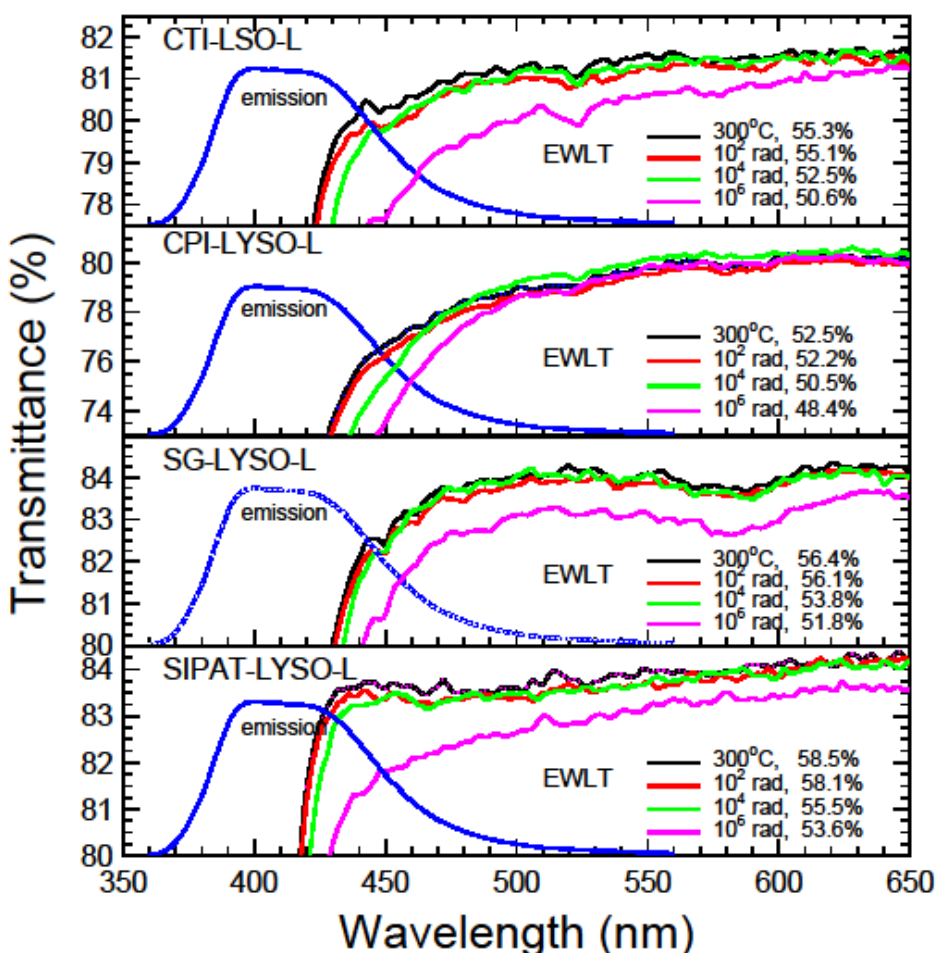 Transmittance (%)
CTI-LSO-L
emission
EWLT
300°C, 55.3%
10² rad, 55.1%
10⁴ rad, 52.5%
10⁶ rad, 50.6%
82
81
80
79
78
CPI-LYSO-L
emission
EWLT
300°C, 52.5%
10² rad, 52.2%
10⁴ rad, 50.5%
10⁶ rad, 48.4%
80
78
76
74
SG-LYSO-L
emission
EWLT
300°C 56.4%
10² rad, 56.1%
10⁴ rad, 53.8%
10⁶ rad, 51.8%
84
83
82
81
80
SIPAT-LYSO-L
emission
EWLT
300°C, 58.5%
10² rad, 58.1%
10⁴ rad, 55.5%
10⁶ rad, 53.6%
84
83
82
81
80
350 400 450 500 550 600 650
Wavelength (nm)